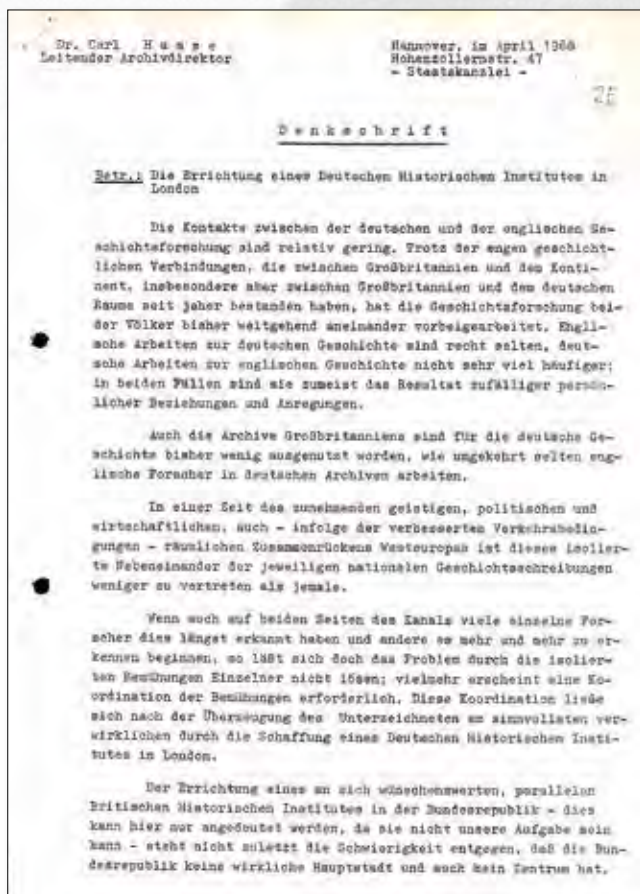 Dr. Carl H a a s e
Leitender Archivdirektor
Hannover, im April 1968
Hohenzollernstr. 47
- Staatskanzlei -
D e n k s c h r i f t
Betr.: Die Errichtung eines Deutschen Historischen Institutes in
London
Die Kontakte zwischen der deutschen und der englischen Ge-
schichtsforschung sind relativ gering. Trotz der engen geschicht-
lichen Verbindungen, die zwischen Großbritannien und dem Konti-
nent, insbesondere aber zwischen Großbritannien und dem deutschen
Raume seit jeher bestanden haben, hat die Geschichtsforschung bei-
der Völker bisher weitgehend aneinander vorbeigearbeitet. Engli-
sche Arbeiten zur deutschen Geschichte sind recht selten, deut-
sche Arbeiten zur englischen Geschichte nicht sehr viel häufiger;
in beiden Fällen sind sie zumeist das Resultat zufälliger persön-
licher Beziehungen und Anregungen.
Auch die Archive Großbritanniens sind für die deutsche Ge-
schichte bisher wenig ausgenutzt worden, wie umgekehrt selten eng-
lische Forscher in deutschen Archiven arbeiten.
In einer Zeit des zunehmenden geistigen, politischen und
wirtschaftlichen, auch - infolge der verbesserten Verkehrsbedin-
gungen - räumlichen Zusammenrückens Westeuropas ist dieses isolier-
te Nebeneinander der jeweiligen nationalen Geschichtsschreibungen
weniger zu vertreten als jemals.
Wenn auch auf beiden Seiten des Kanals viele einzelne For-
scher dies längst erkannt haben und andere es mehr und mehr zu er-
kennen beginnen, so läßt sich doch das Problem durch die isolier-
ten Bemühungen Einzelner nicht lösen; vielmehr erscheint eine Ko-
ordination der Bemühungen erforderlich. Diese Koordination ließe
sich nach der Überzeugung des Unterzeichneten am sinnvollsten ver-
wirklichen durch die Schaffung eines Deutschen Historischen Insti-
tutes in London.
Der Errichtung eines an sich wünschenswerten, parallelen
Britischen Historischen Institutes in der Bundesrepublik - dies
kann hier nur angedeutet werden, da sie nicht unsere Aufgabe sein
kann - steht nicht zuletzt die Schwierigkeit entgegen, daß die Bun-
desrepublik keine wirkliche Hauptstadt und auch kein Zentrum hat,